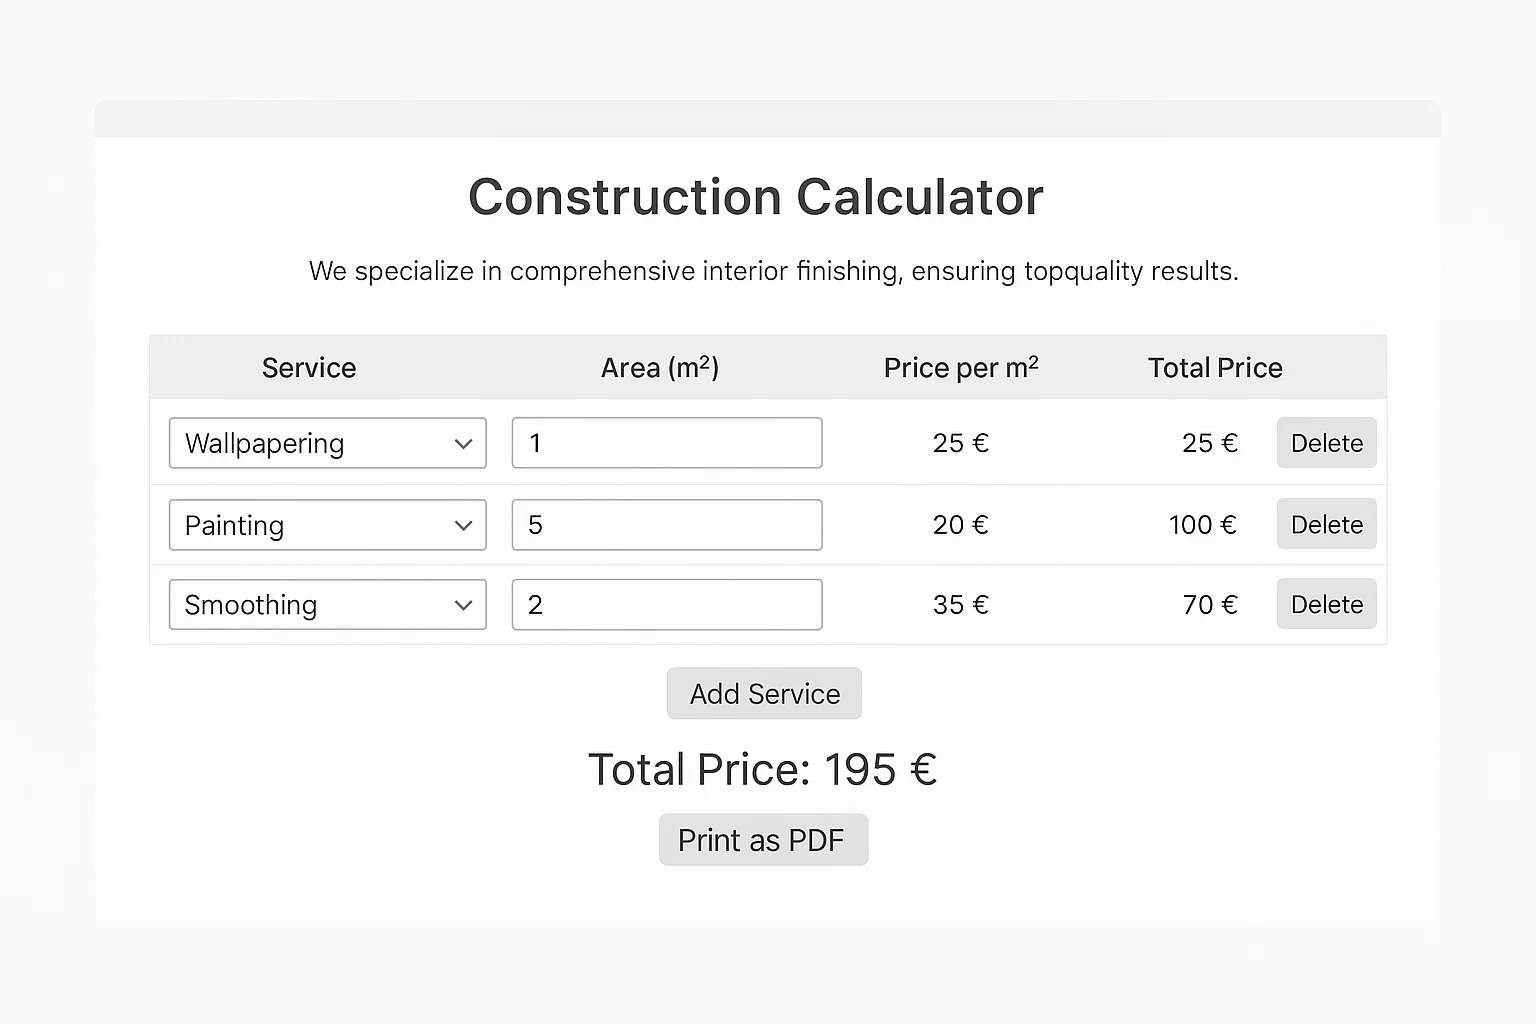 Construction Calculator
We specialize in comprehensive interior finishing, ensuring topquality results.
Service Area (m²) Price per m² Total Price
Wallpapering 1 25 € 25 € Delete
Painting 5 20 € 100 € Delete
Smoothing 2 35 € 70 € Delete
Add Service
Total Price: 195 €
Print as PDF